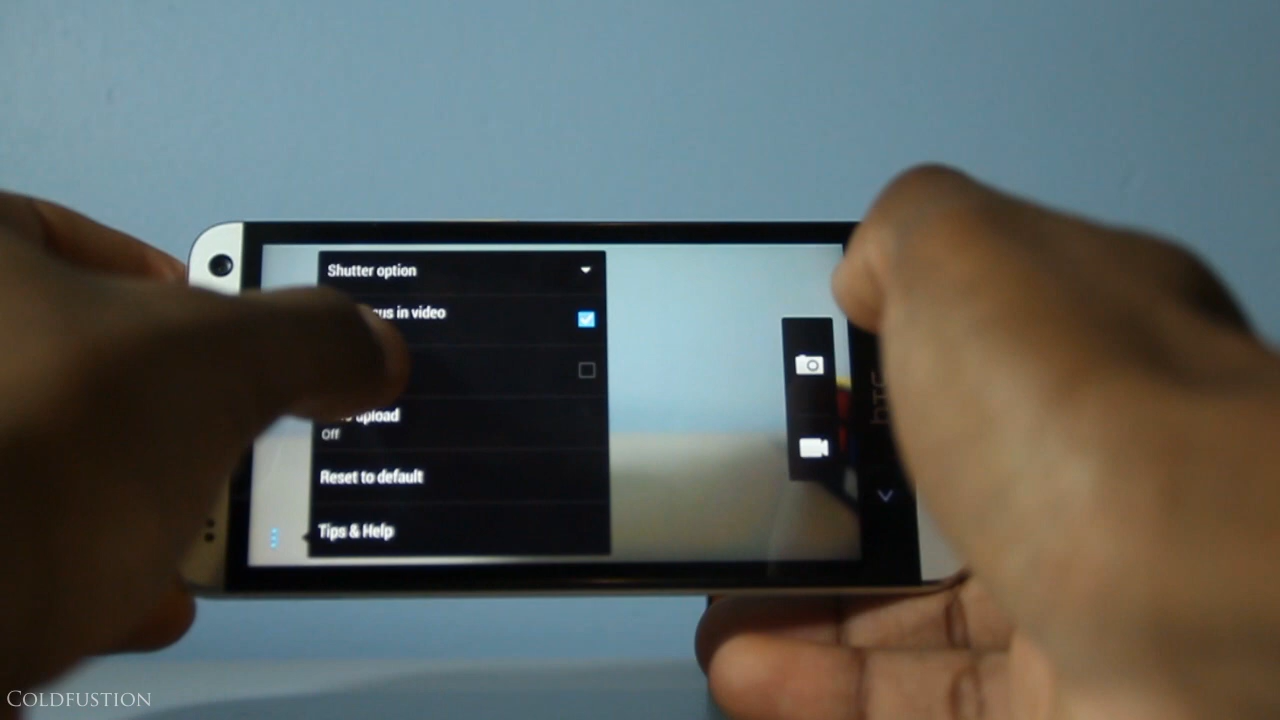 Shutter option
us in video
upload
Off
Reset to default
Tips & Help
hTC
COLDFUSTION